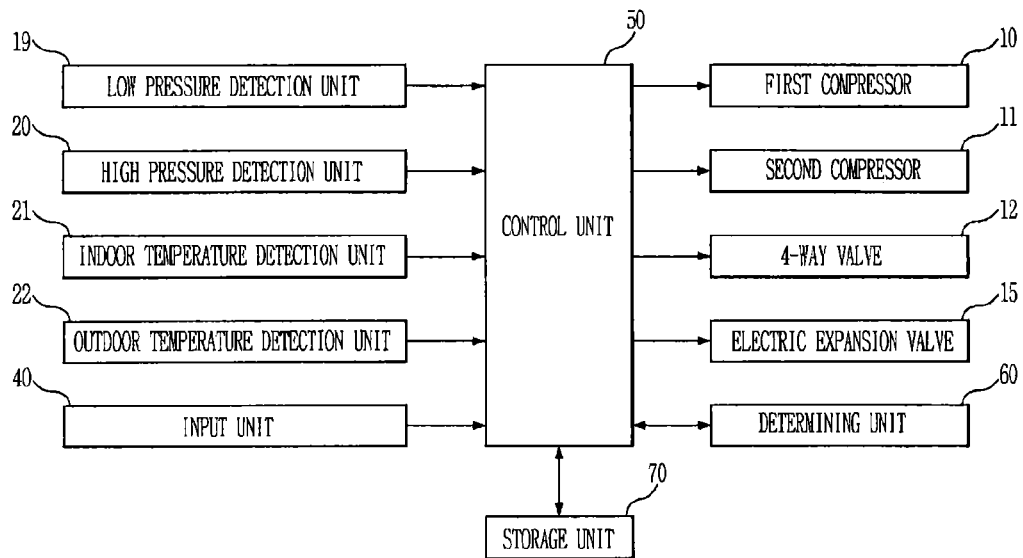 50
19
LOW PRESSURE DETECTION UNIT
10
FIRST COMPRESSOR
20
HIGH PRESSURE DETECTION UNIT
11
SECOND COMPRESSOR
21
INDOOR TEMPERATURE DETECTION UNIT
CONTROL UNIT
12
4-WAY VALVE
22
OUTDOOR TEMPERATURE DETECTION UNIT
15
ELECTRIC EXPANSION VALVE
40
INPUT UNIT
60
DETERMINING UNIT
70
STORAGE UNIT